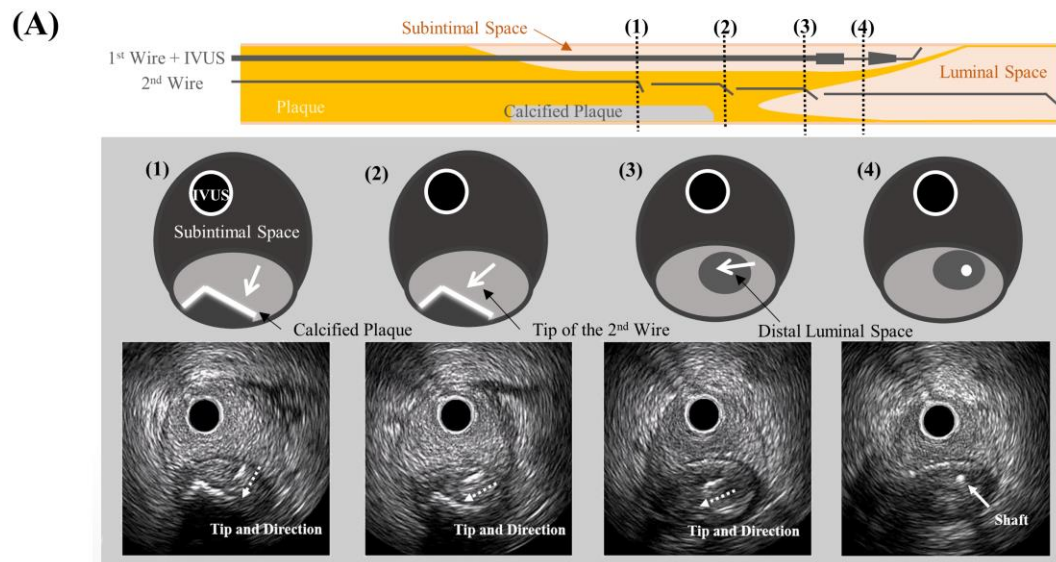 (A)
Subintimal Space
(1)
(2)
(3)
(4)
1st Wire + IVUS
2nd Wire
Luminal Space
Plaque
Calcified Plaque
(1)
(2)
(3)
(4)
IVUS
Subintimal Space
Calcified Plaque
Tip of the 2nd Wire
Distal Luminal Space
Tip and Direction
Tip and Direction
Tip and Direction
Shaft